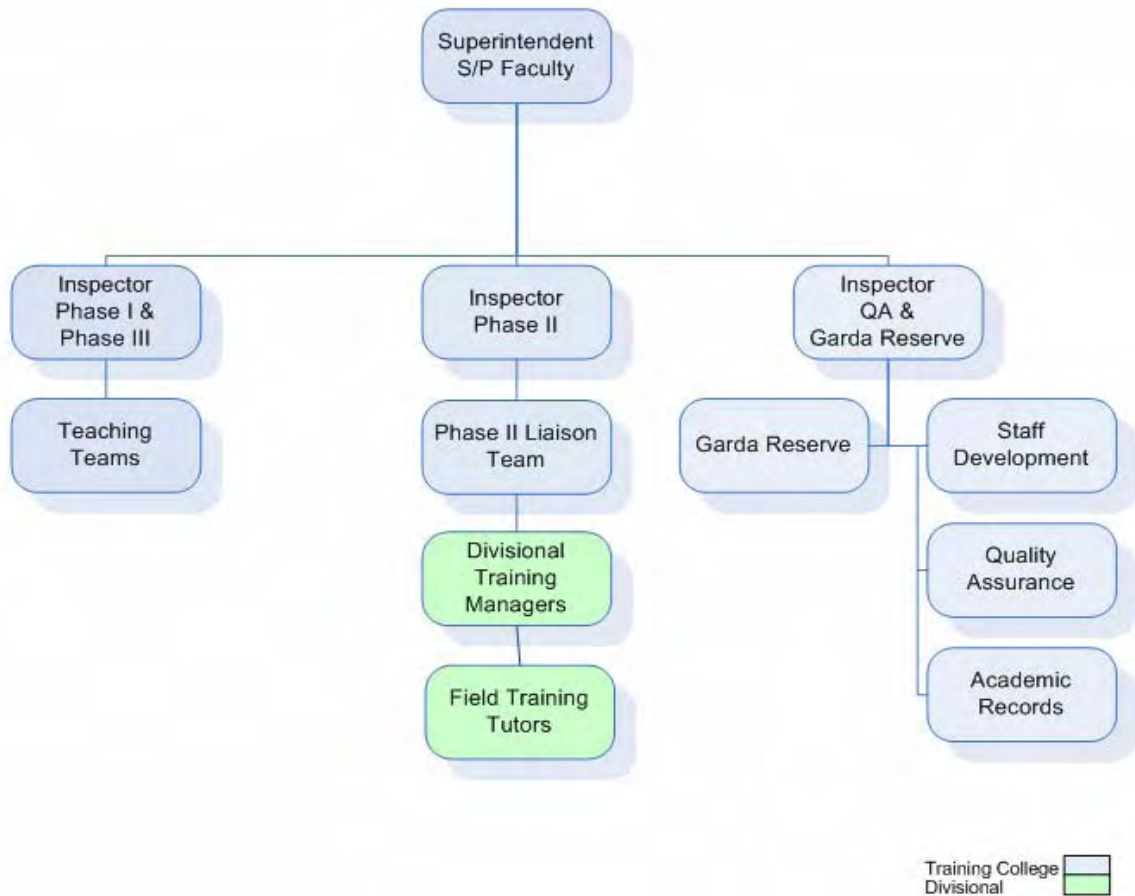 Superintendent
S/P Faculty
Inspector
Phase I &
Phase III
Inspector
Phase II
Inspector
QA &
Garda Reserve
Teaching
Teams
Phase II Liaison
Team
Garda Reserve
Staff
Development
Divisional
Training
Managers
Quality
Assurance
Field Training
Tutors
Academic
Records
Training College
Divisional